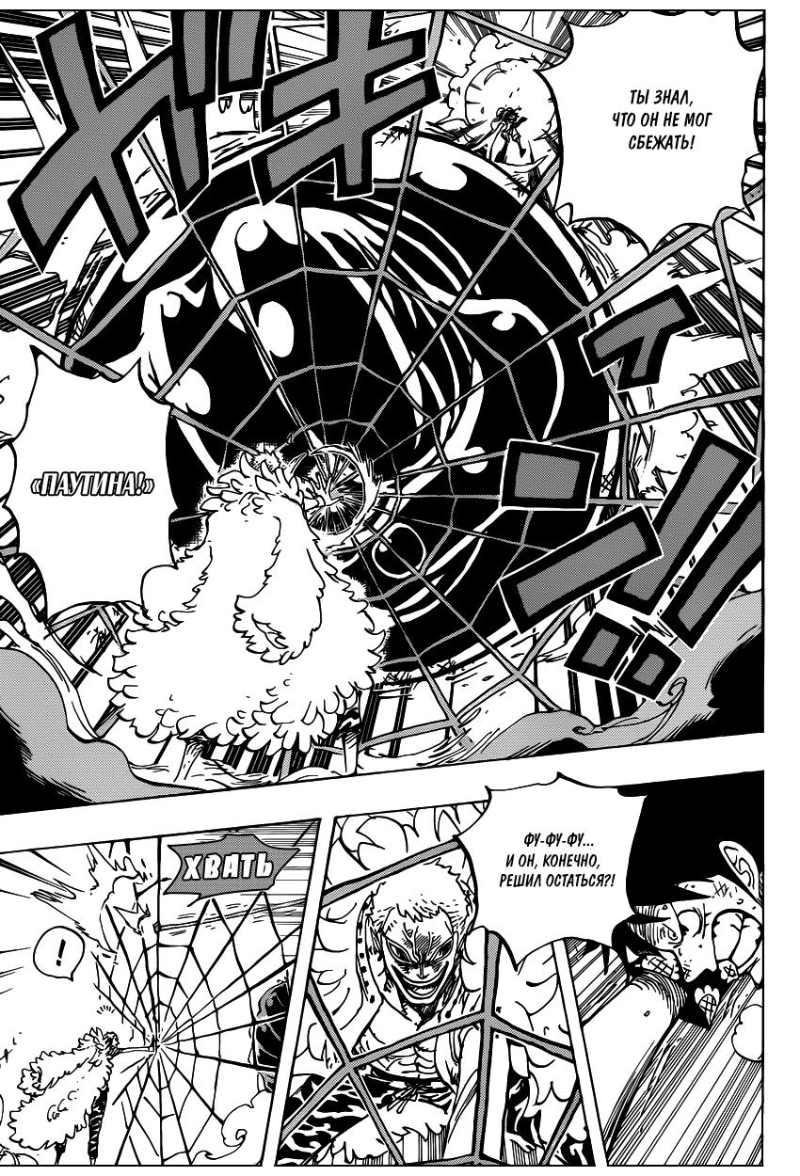 ТЫ ЗНАЛ,
ЧТО ОН НЕ МОГ
СБЕЖАТЬ!
«ПАУТИНА!»
ФУ-ФУ-ФУ...
И ОН, КОНЕЧНО,
РЕШИЛ ОСТАТЬСЯ?!
ХВАТЬ
!